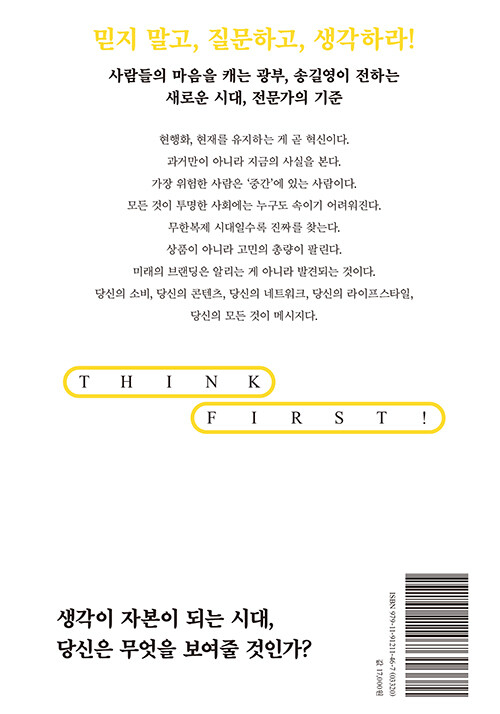 믿지 말고, 질문하고, 생각하라!
사람들의 마음을 캐는 광부, 송길영이 전하는
새로운 시대, 전문가의 기준
현행화, 현재를 유지하는 게 곧 혁신이다.
과거만이 아니라 지금의 사실을 본다.
가장 위험한 사람은 ‘중간’에 있는 사람이다.
모든 것이 투명한 사회에는 누구도 속이기 어려워진다.
무한복제 시대일수록 진짜를 찾는다.
상품이 아니라 고민의 총량이 팔린다.
미래의 브랜딩은 알리는 게 아니라 발견되는 것이다.
당신의 소비, 당신의 콘텐츠, 당신의 네트워크, 당신의 라이프스타일,
당신의 모든 것이 메시지다.
THINK
FIRST!
생각이 자본이 되는 시대,
당신은 무엇을 보여줄 것인가?
ISBN 979-11-91211-46-7 (03320)
값 17,000원